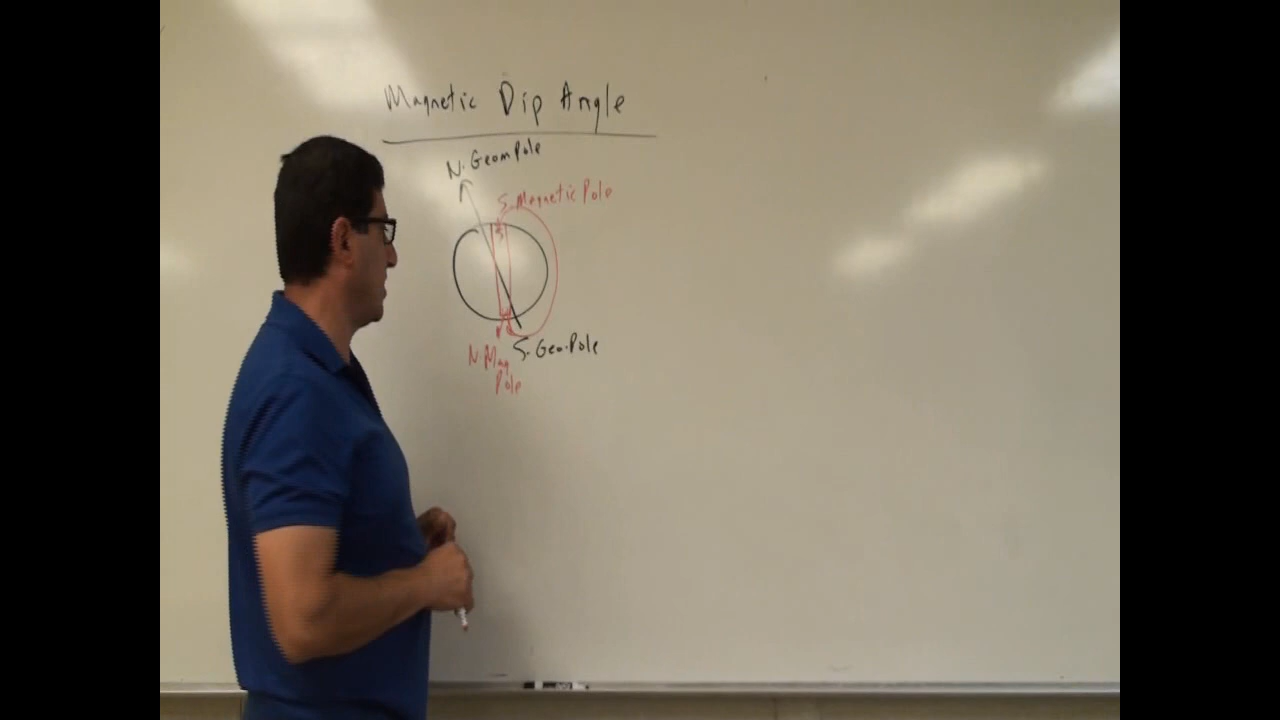 Magnetic Dip Angle
N. Geom Pole
S. Magnetic Pole
S
N
S. Geo. Pole
N. Mag
Pole